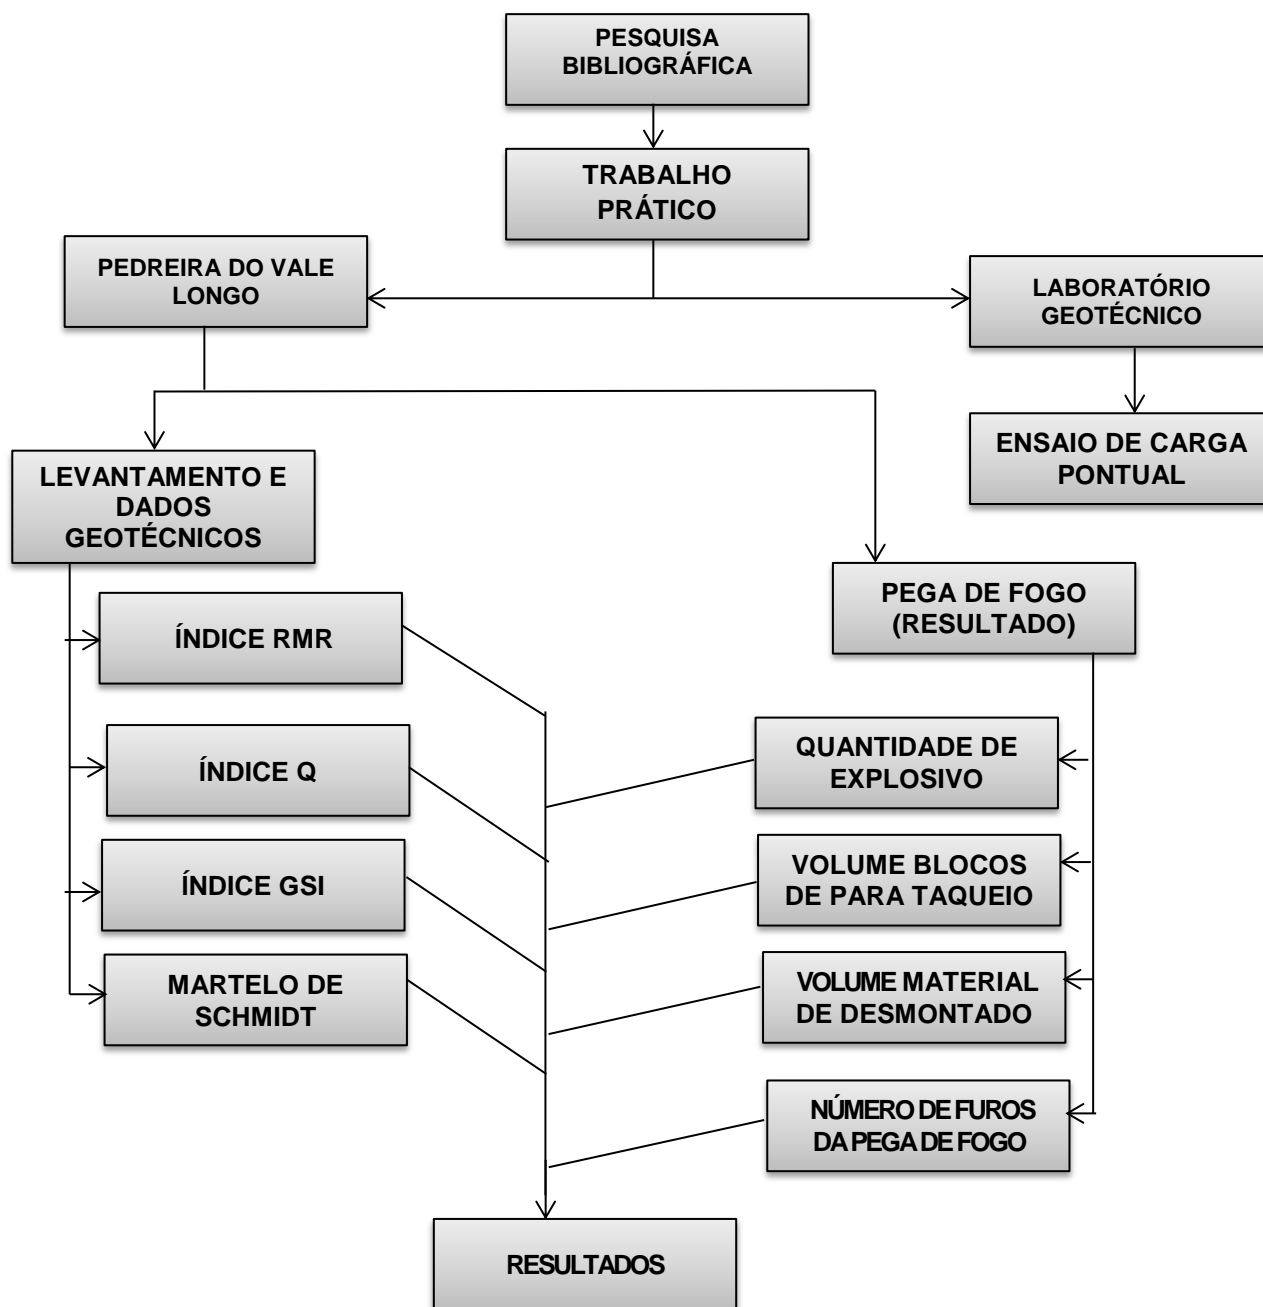 PESQUISA
BIBLIOGRÁFICA
TRABALHO
PRÁTICO
PEDREIRA DO VALE
LONGO
LABORATÓRIO
GEOTÉCNICO
ENSAIO DE CARGA
PONTUAL
LEVANTAMENTO E
DADOS
GEOTÉCNICOS
PEGA DE FOGO
(RESULTADO)
ÍNDICE RMR
ÍNDICE Q
ÍNDICE GSI
MARTELO DE
SCHMIDT
QUANTIDADE DE
EXPLOSIVO
VOLUME BLOCOS
DE PARA TAQUEIO
VOLUME MATERIAL
DE DESMONTADO
NÚMERO DE FUROS
DA PEGA DE FOGO
RESULTADOS